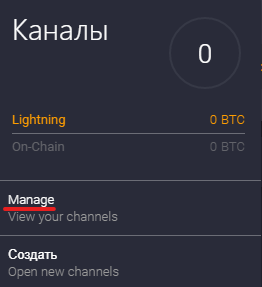 Каналы
0
Lightning 0 BTC
On-Chain 0 BTC
Manage
View your channels
Создать
Open new channels